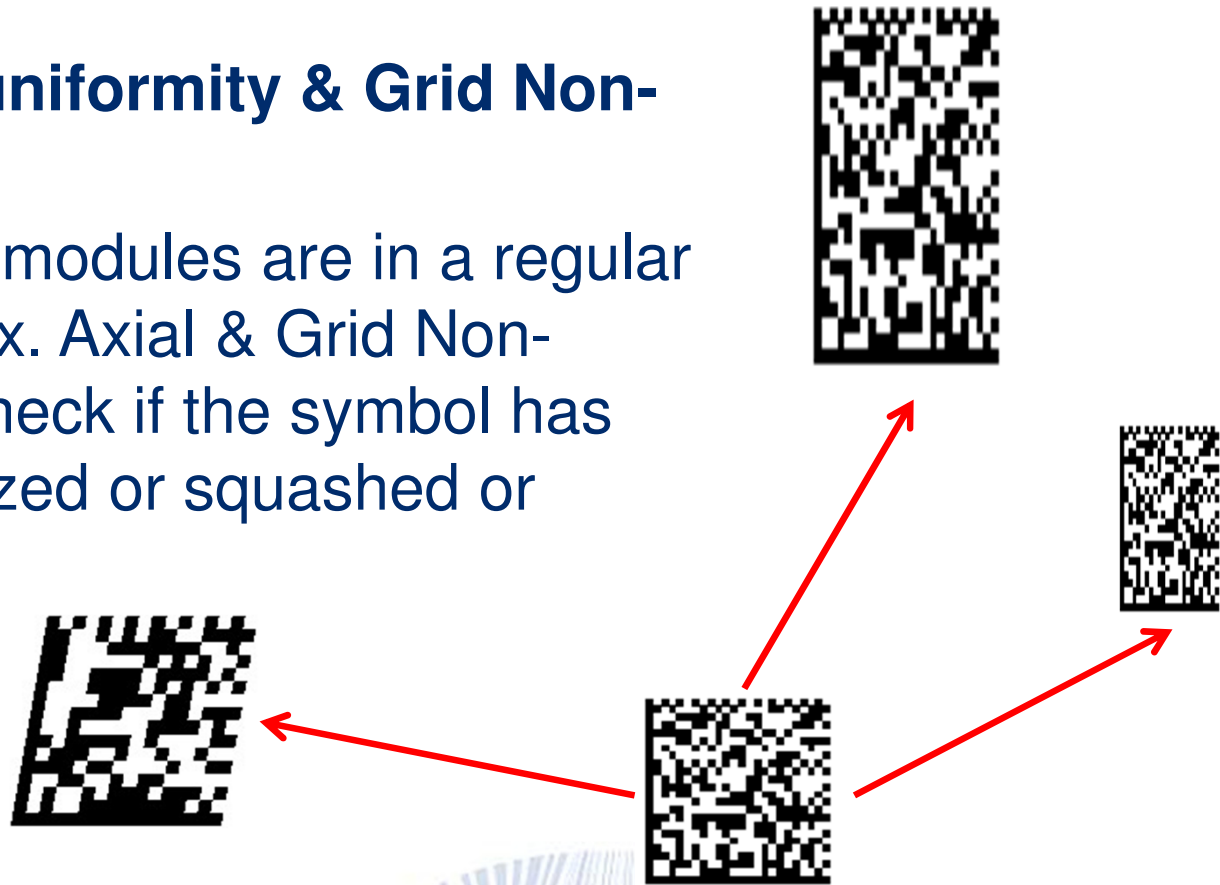 uniformity & Grid Non-
modules are in a regular
x. Axial & Grid Non-
heck if the symbol has
zed or squashed or